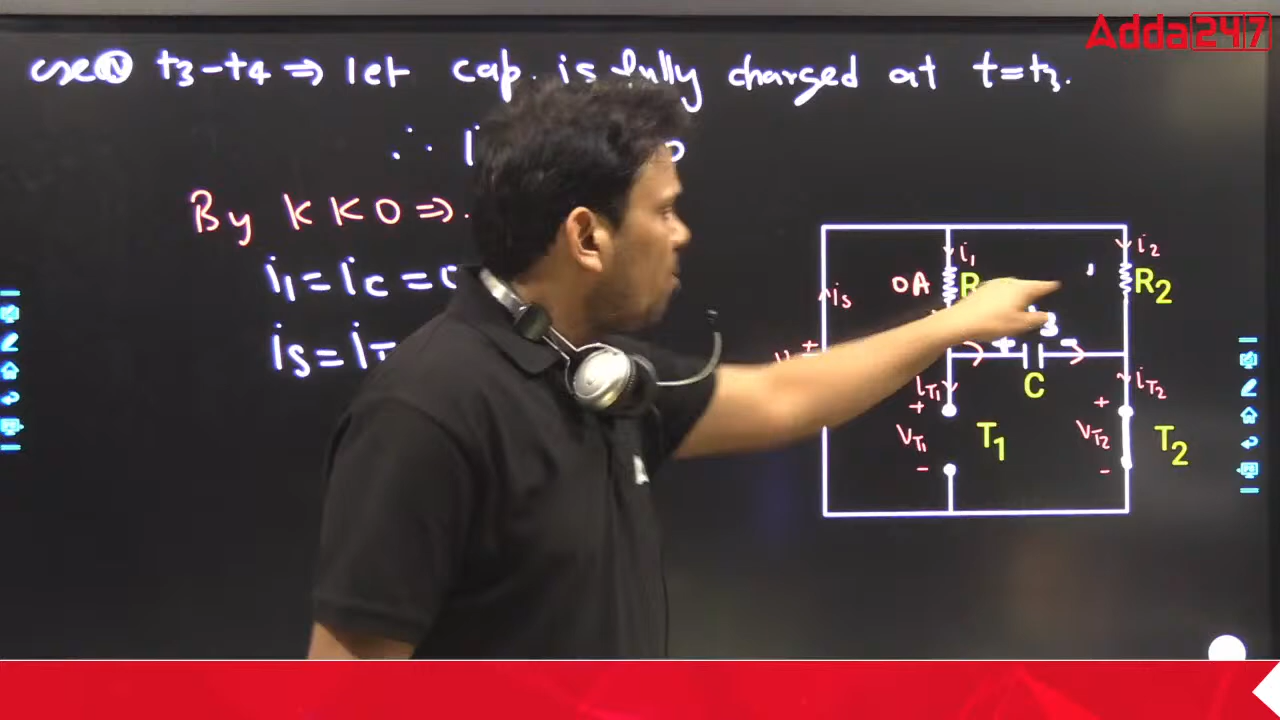 Adda247
t3-t4 ⇒ let cap. is fully charged at t=t3.
∴ I
By KKO ⇒
i1=ic=
is=iT
i1
i2
0A
R2
is
+
C
iT1
iT2
+
+
VT1
T1
VT2
T2
-
-